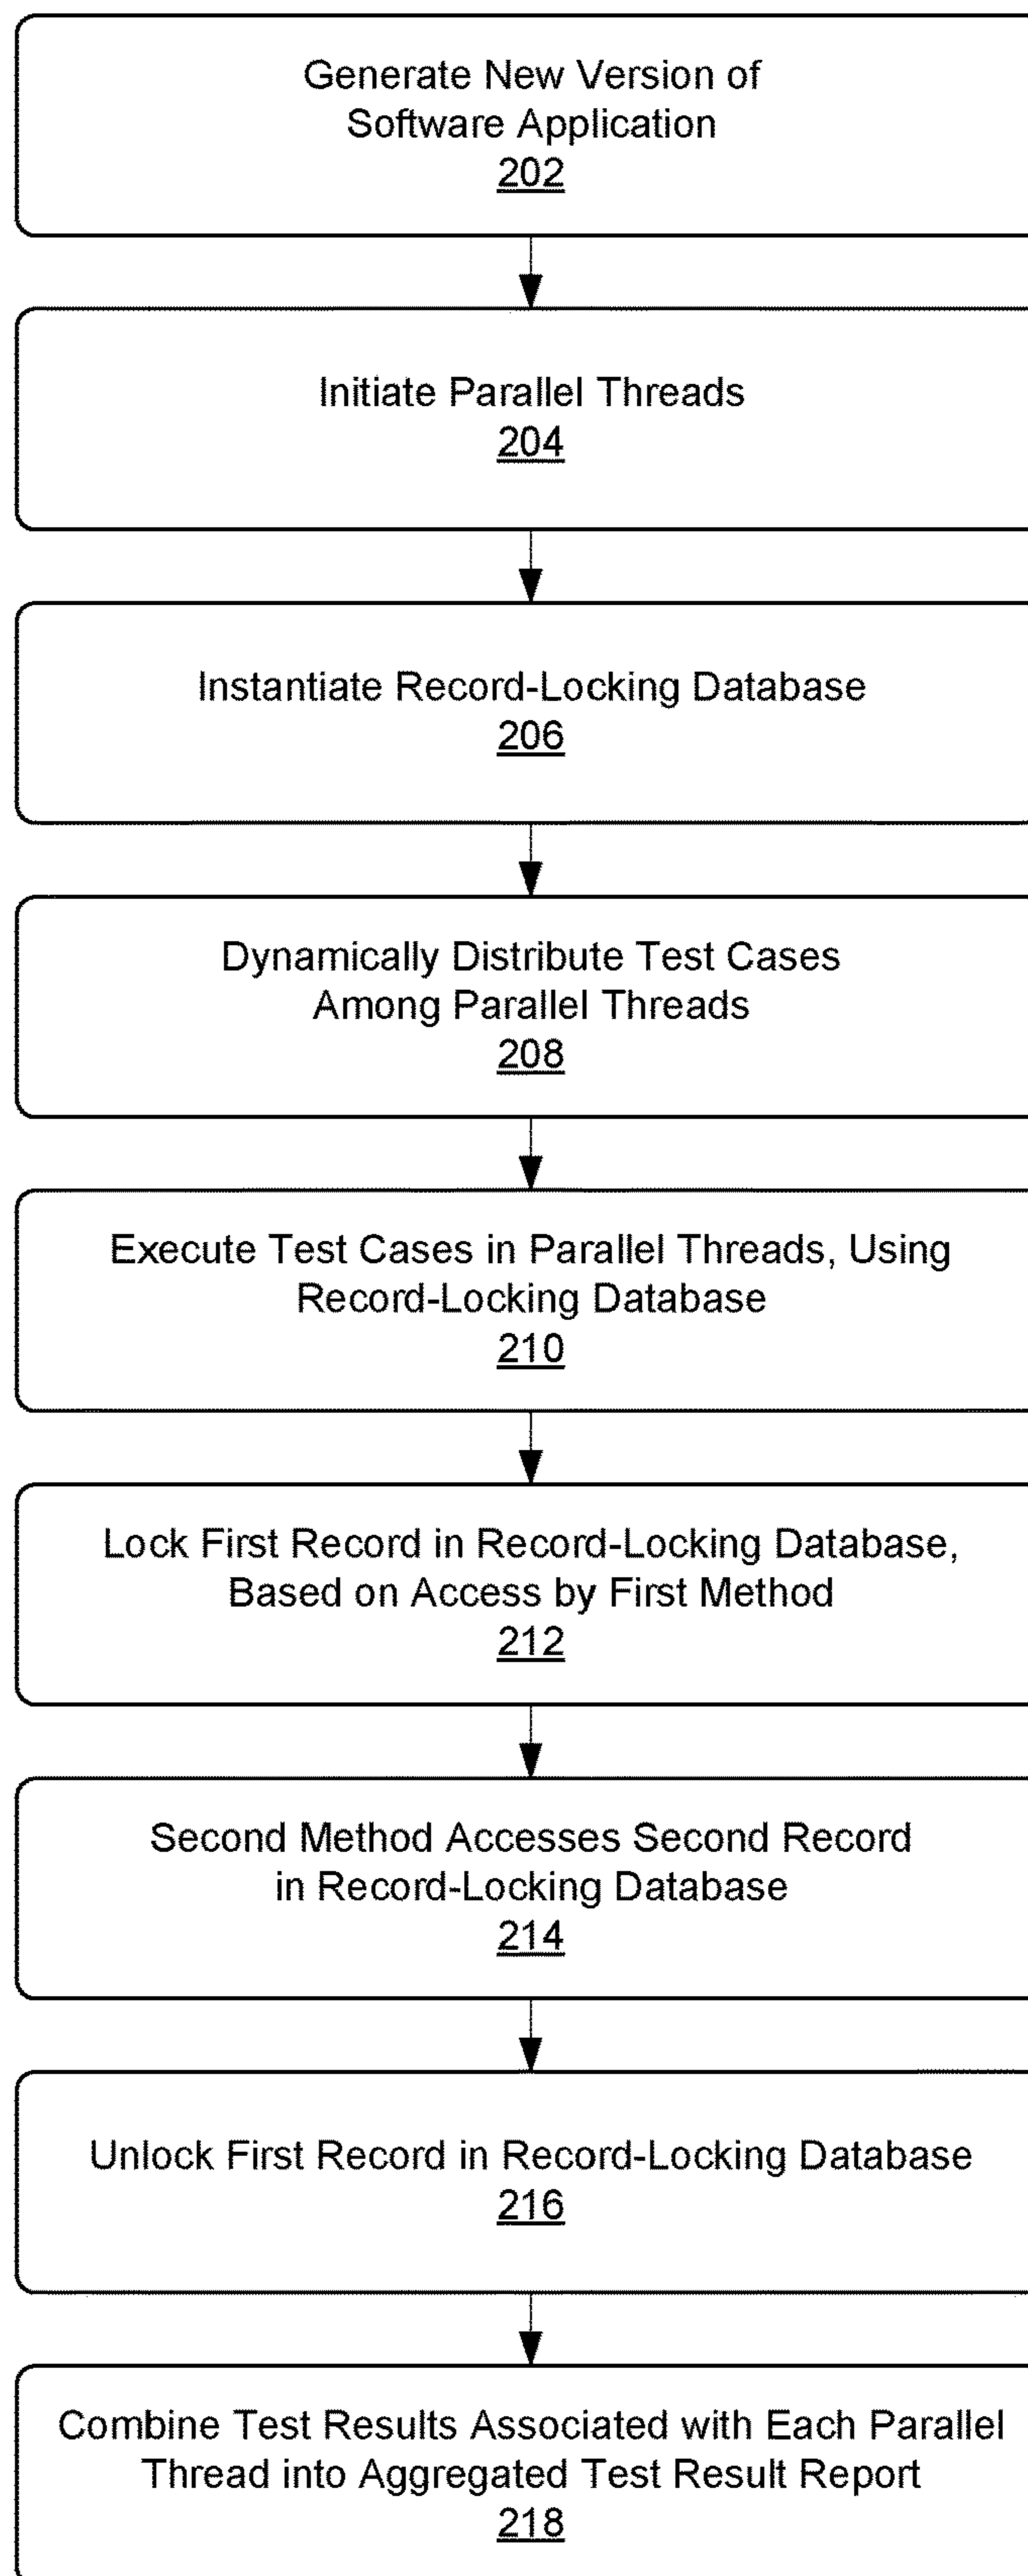 Generate New Version of
Software Application
202
Initiate Parallel Threads
204
Instantiate Record-Locking Database
206
Dynamically Distribute Test Cases
Among Parallel Threads
208
Execute Test Cases in Parallel Threads, Using
Record-Locking Database
210
Lock First Record in Record-Locking Database,
Based on Access by First Method
212
Second Method Accesses Second Record
in Record-Locking Database
214
Unlock First Record in Record-Locking Database
216
Combine Test Results Associated with Each Parallel
Thread into Aggregated Test Result Report
218